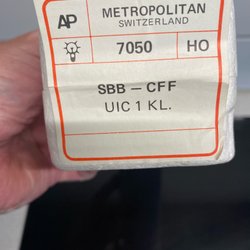 AP METROPOLITAN
SWITZERLAND
7050 HO
SBB – CFF
UIC 1 KL.